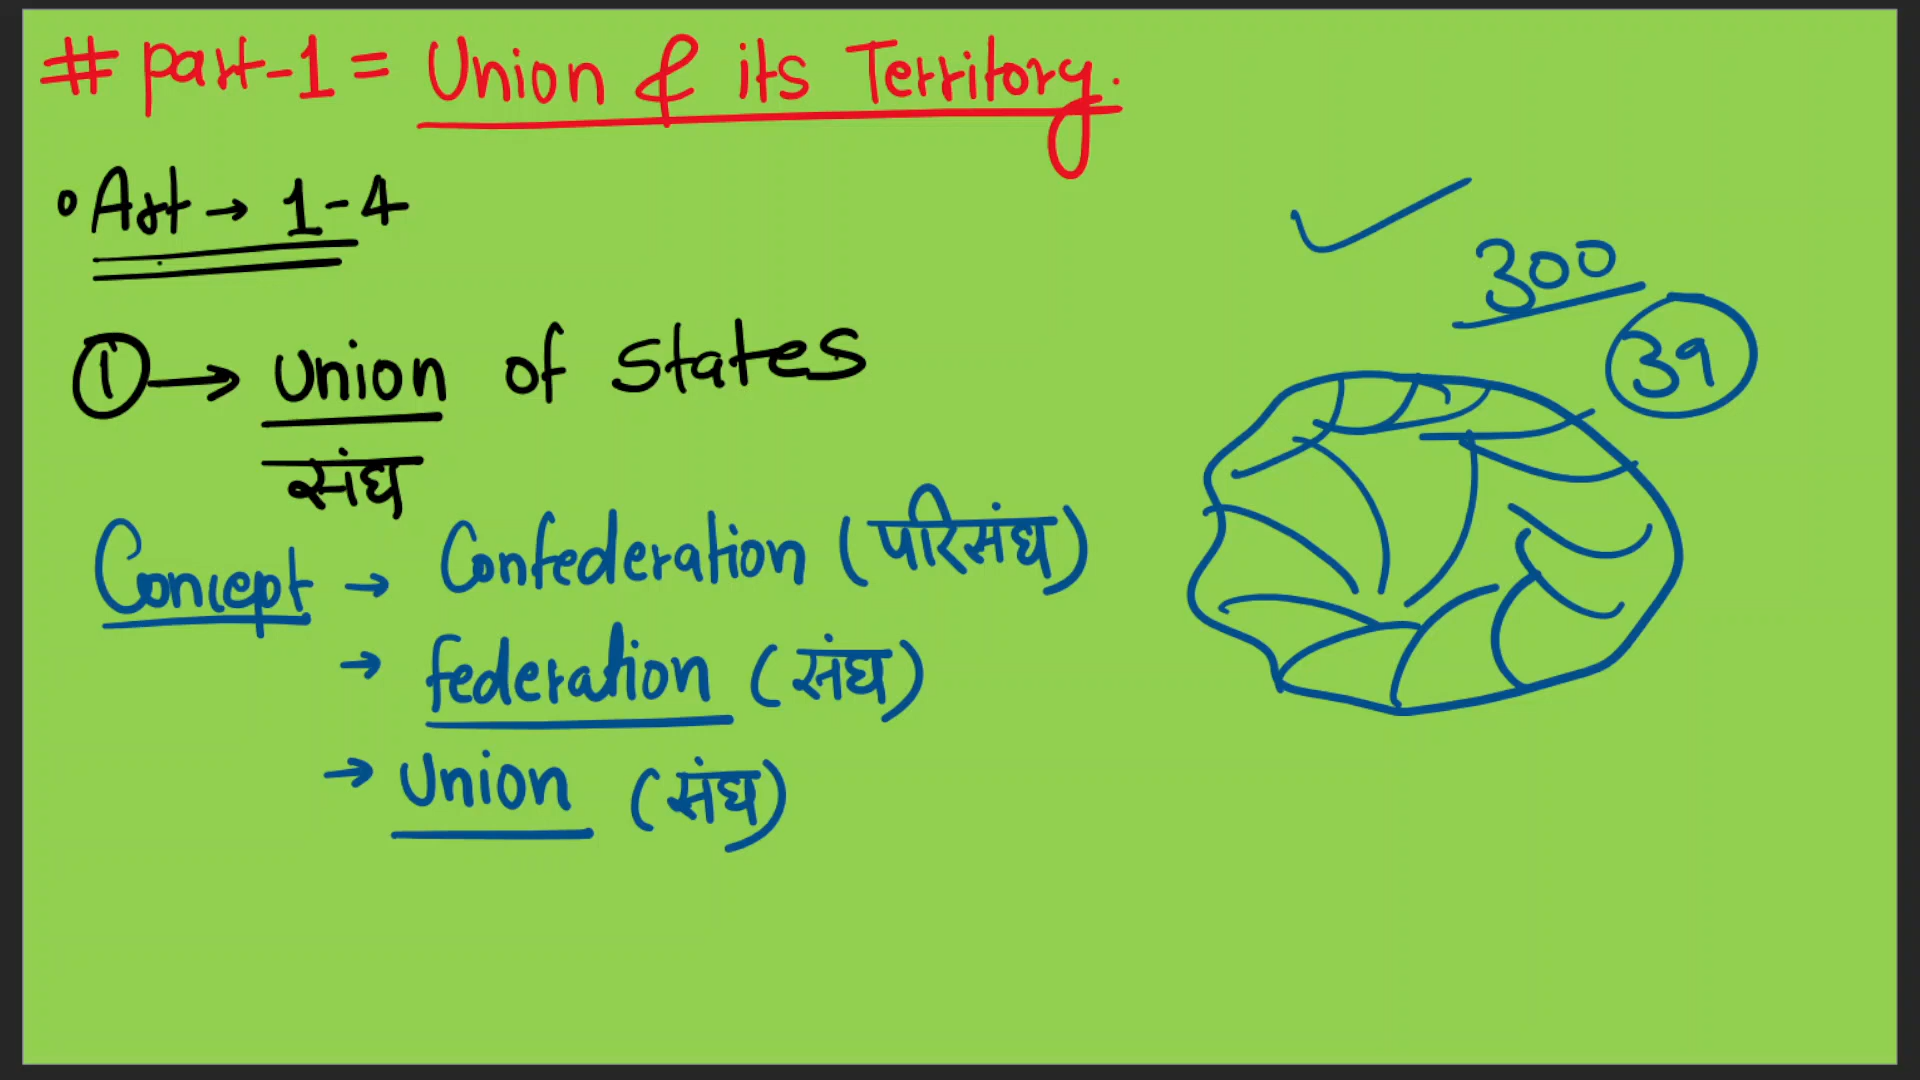 # part-1 = Union & its Territory.
• Art → 1-4
① → Union of States
संघ
Concept → Confederation (परिसंघ)
→ federation (संघ)
→ Union (संघ)
300
39